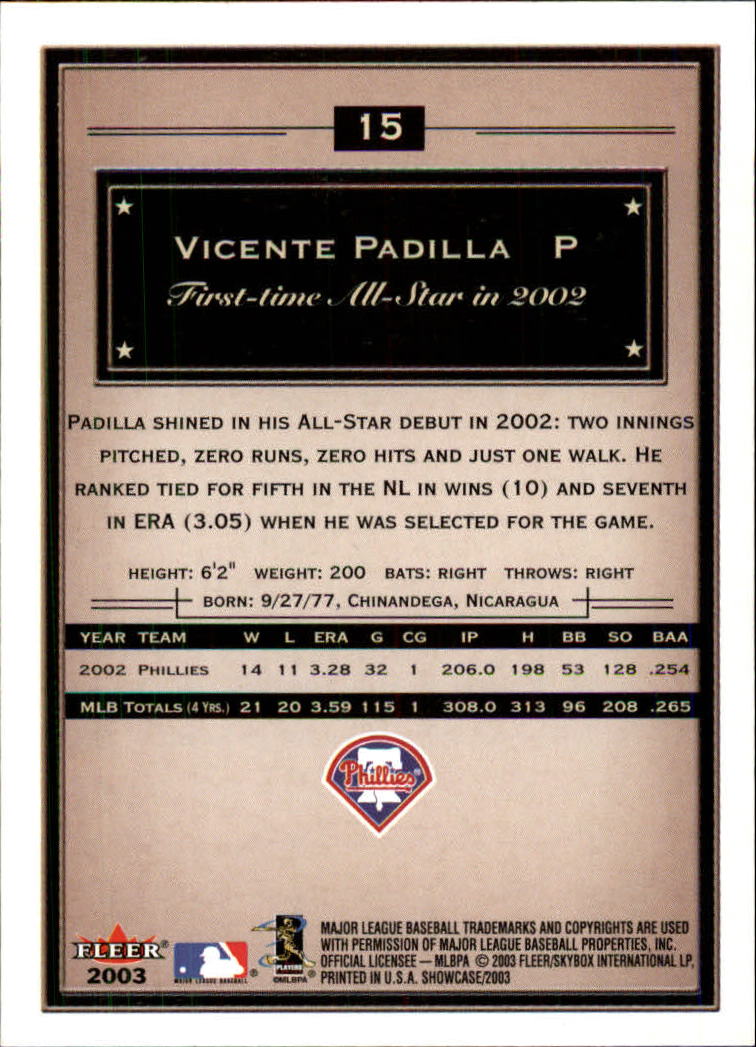 15
VICENTE PADILLA P
First-time All-Star in 2002
PADILLA SHINED IN HIS ALL-STAR DEBUT IN 2002: TWO INNINGS
PITCHED, ZERO RUNS, ZERO HITS AND JUST ONE WALK. HE
RANKED TIED FOR FIFTH IN THE NL IN WINS (10) AND SEVENTH
IN ERA (3.05) WHEN HE WAS SELECTED FOR THE GAME.
HEIGHT: 6'2" WEIGHT: 200 BATS: RIGHT THROWS: RIGHT
BORN: 9/27/77, CHINANDEGA, NICARAGUA
YEAR TEAM W L ERA G CG IP H BB SO BAA
2002 PHILLIES 14 11 3.28 32 1 206.0 198 53 128 .254
MLB TOTALS (4 YRS.) 21 20 3.59 115 1 308.0 313 96 208 .265
Phillies®
FLEER®
2003
MAJOR LEAGUE BASEBALL ®
PLAYERS
©MLBPA
MAJOR LEAGUE BASEBALL TRADEMARKS AND COPYRIGHTS ARE USED
WITH PERMISSION OF MAJOR LEAGUE BASEBALL PROPERTIES, INC.
OFFICIAL LICENSEE — MLBPA © 2003 FLEER/SKYBOX INTERNATIONAL LP,
PRINTED IN U.S.A. SHOWCASE/2003